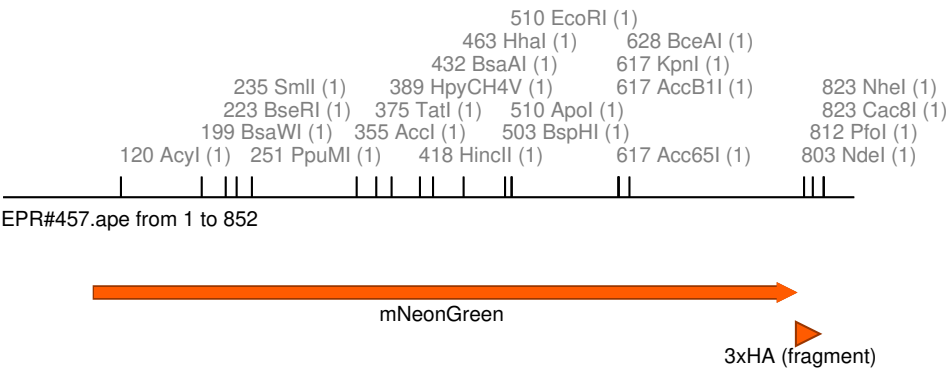 510 EcoRI (1)
463 HhaI (1) 628 BceAI (1)
432 BsaAI (1) 617 KpnI (1)
235 SmlI (1) 389 HpyCH4V (1) 617 AccB1I (1) 823 NheI (1)
223 BseRI (1) 375 TatI (1) 510 ApoI (1) 823 Cac8I (1)
199 BsaWI (1) 355 AccI (1) 503 BspHI (1) 812 PfoI (1)
120 AcyI (1) 251 PpuMI (1) 418 HincII (1) 617 Acc65I (1) 803 NdeI (1)
EPR#457.ape from 1 to 852
mNeonGreen
3xHA (fragment)